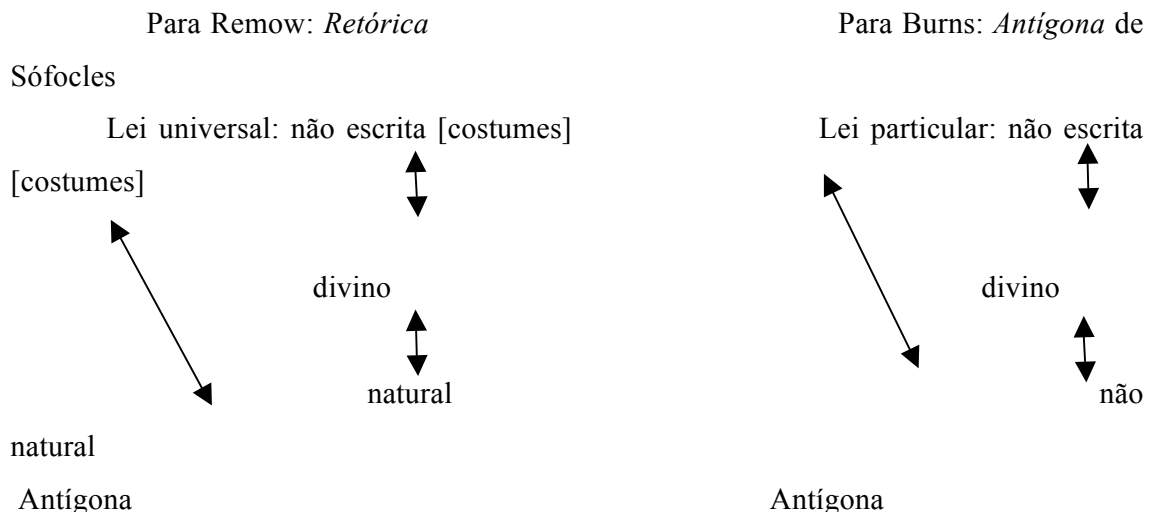 Para Remow: Retórica Para Burns: Antígona de
Sófocles
Lei universal: não escrita [costumes] Lei particular: não escrita
[costumes]
divino divino
natural não
natural
Antígona Antígona